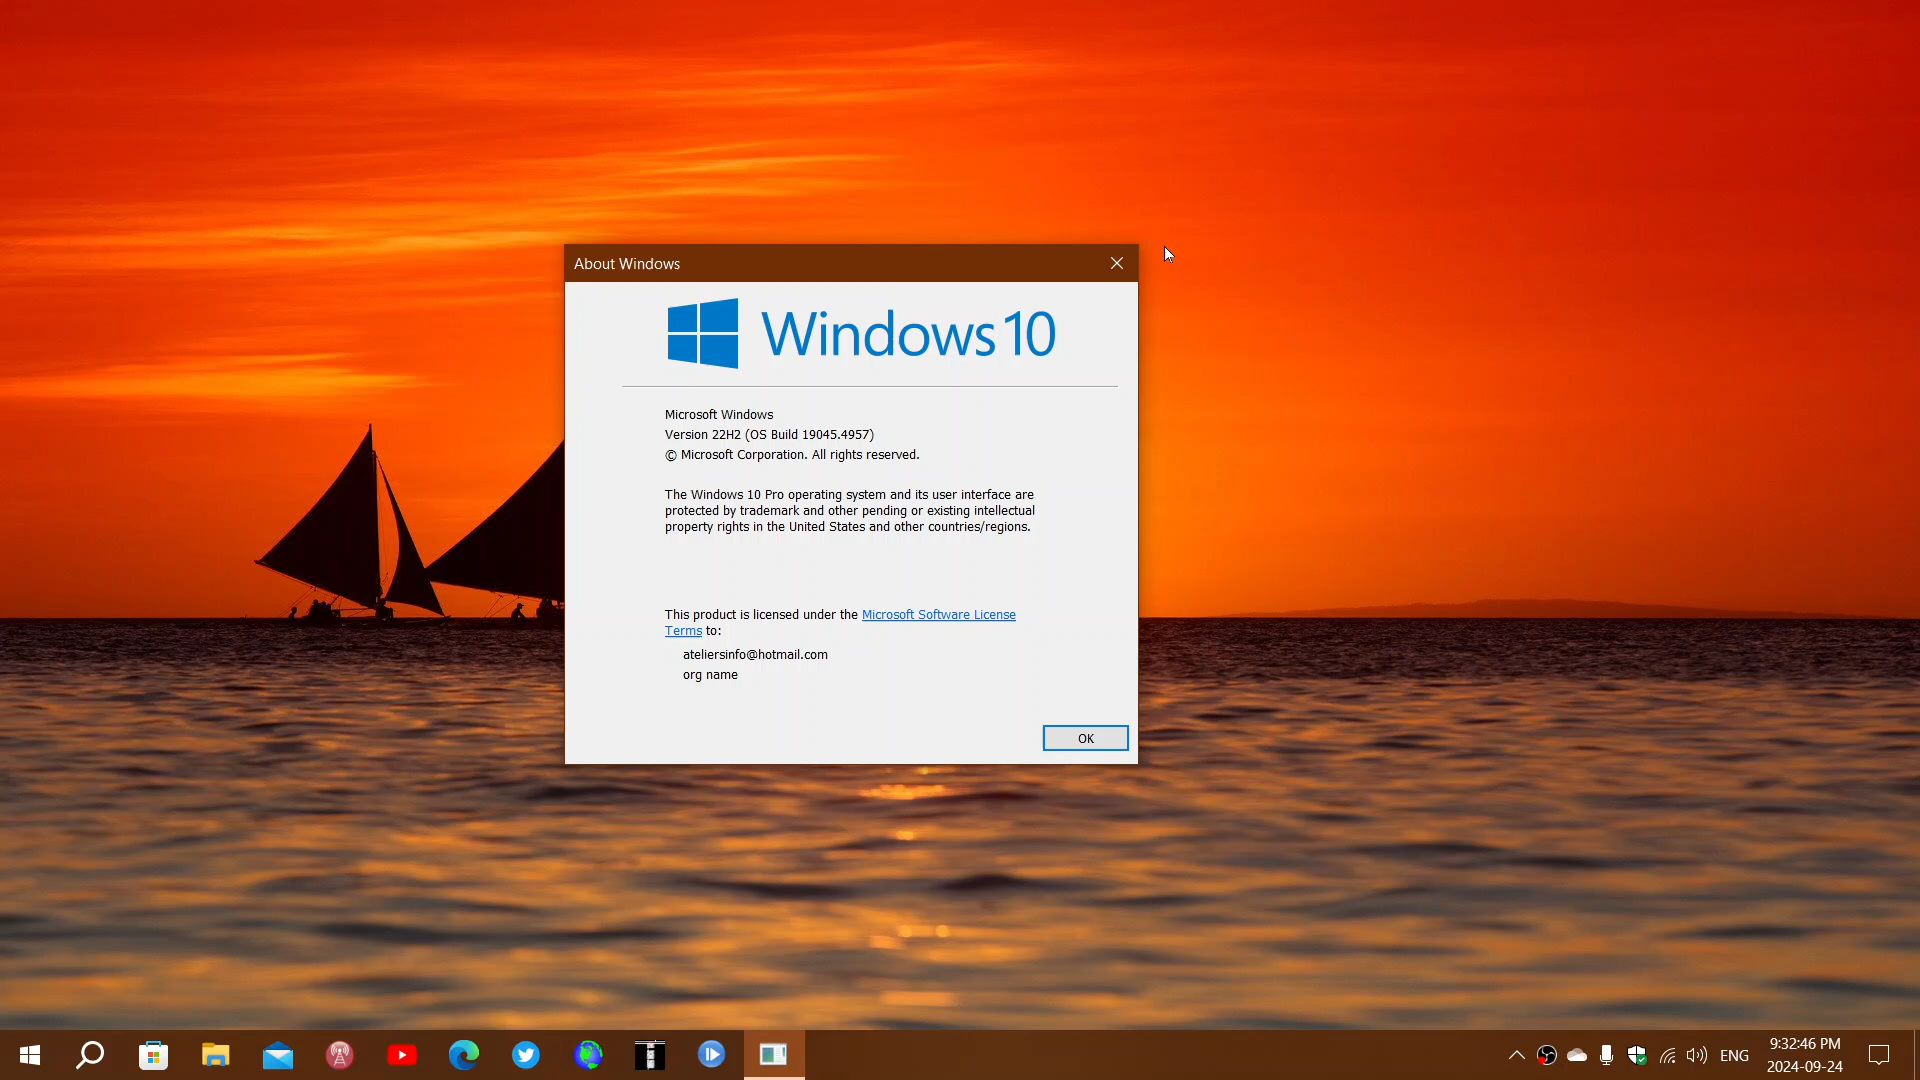 About Windows
Windows 10
Microsoft Windows
Version 22H2 (OS Build 19045.4957)
© Microsoft Corporation. All rights reserved.
The Windows 10 Pro operating system and its user interface are
protected by trademark and other pending or existing intellectual
property rights in the United States and other countries/regions.
This product is licensed under the Microsoft Software License
Terms to:
ateliersinfo@hotmail.com
org name
OK
ENG
9:32:46 PM
2024-09-24